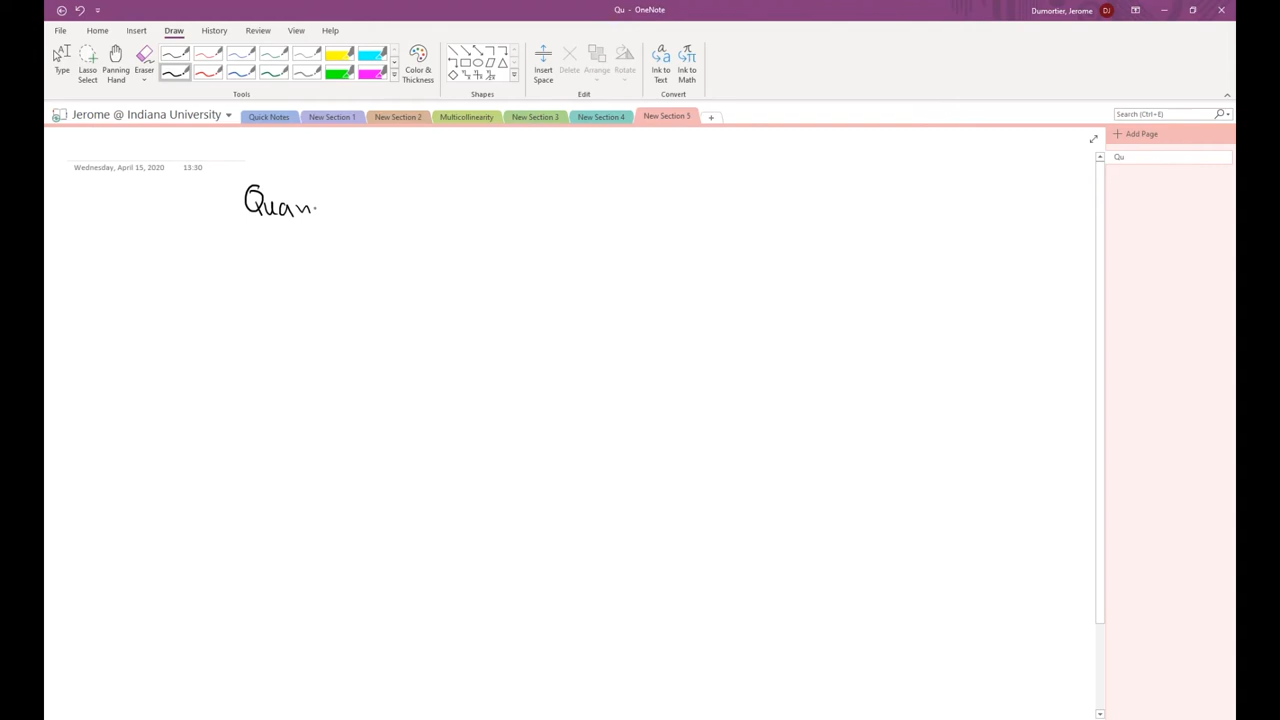 Qu - OneNote
Dumortier, Jerome DJ
File Home Insert Draw History Review View Help
Type
Lasso Select
Panning Hand
Eraser
Color & Thickness
Insert Space
Delete
Arrange
Rotate
Ink to Text
Ink to Math
Tools
Shapes
Edit
Convert
Jerome @ Indiana University
Quick Notes New Section 1 New Section 2 Multicollinearity New Section 3 New Section 4 New Section 5
Search (Ctrl+E)
Add Page
Qu
Wednesday, April 15, 2020 13:30
Quan